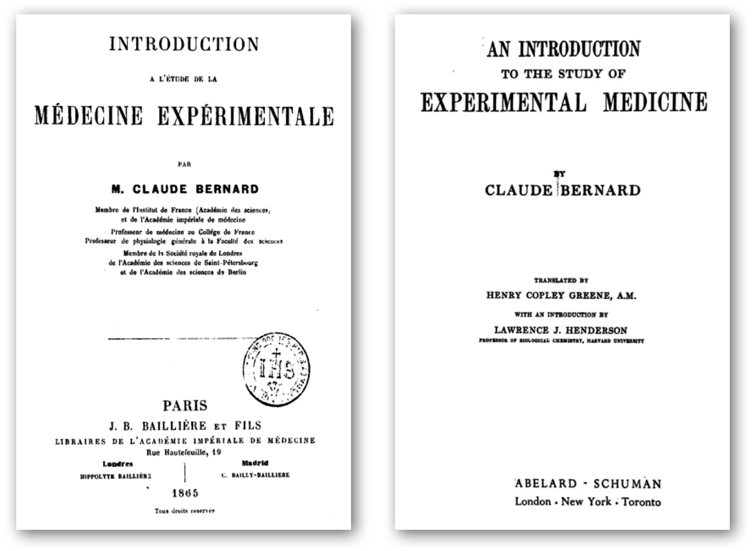 INTRODUCTION
A L'ÉTUDE DE LA
MÉDECINE EXPÉRIMENTALE
PAR
M. CLAUDE BERNARD
Membre de l'Institut de France (Académie des sciences,
et de l'Académie impériale de médecine
Professeur de médecine au Collège de France
Professeur de physiologie générale à la Faculté des sciences
Membre de la Société royale de Londres
de l'Académie des sciences de Saint-Pétersbourg
et de l'Académie des sciences de Berlin
IHS
PARIS
J. B. BAILLIÈRE ET FILS
LIBRAIRES DE L'ACADÉMIE IMPÉRIALE DE MÉDECINE
Rue Hautefeuille, 19
Londres
HIPPOLYTE BAILLIÈRE
Madrid
C. BAILLY-BAILLIERE
1865
Tous droits reservés
AN INTRODUCTION
TO THE STUDY OF
EXPERIMENTAL MEDICINE
BY
CLAUDE BERNARD
TRANSLATED BY
HENRY COPLEY GREENE, A.M.
WITH AN INTRODUCTION BY
LAWRENCE J. HENDERSON
PROFESSOR OF BIOLOGICAL CHEMISTRY, HARVARD UNIVERSITY
ABELARD - SCHUMAN
London • New York • Toronto